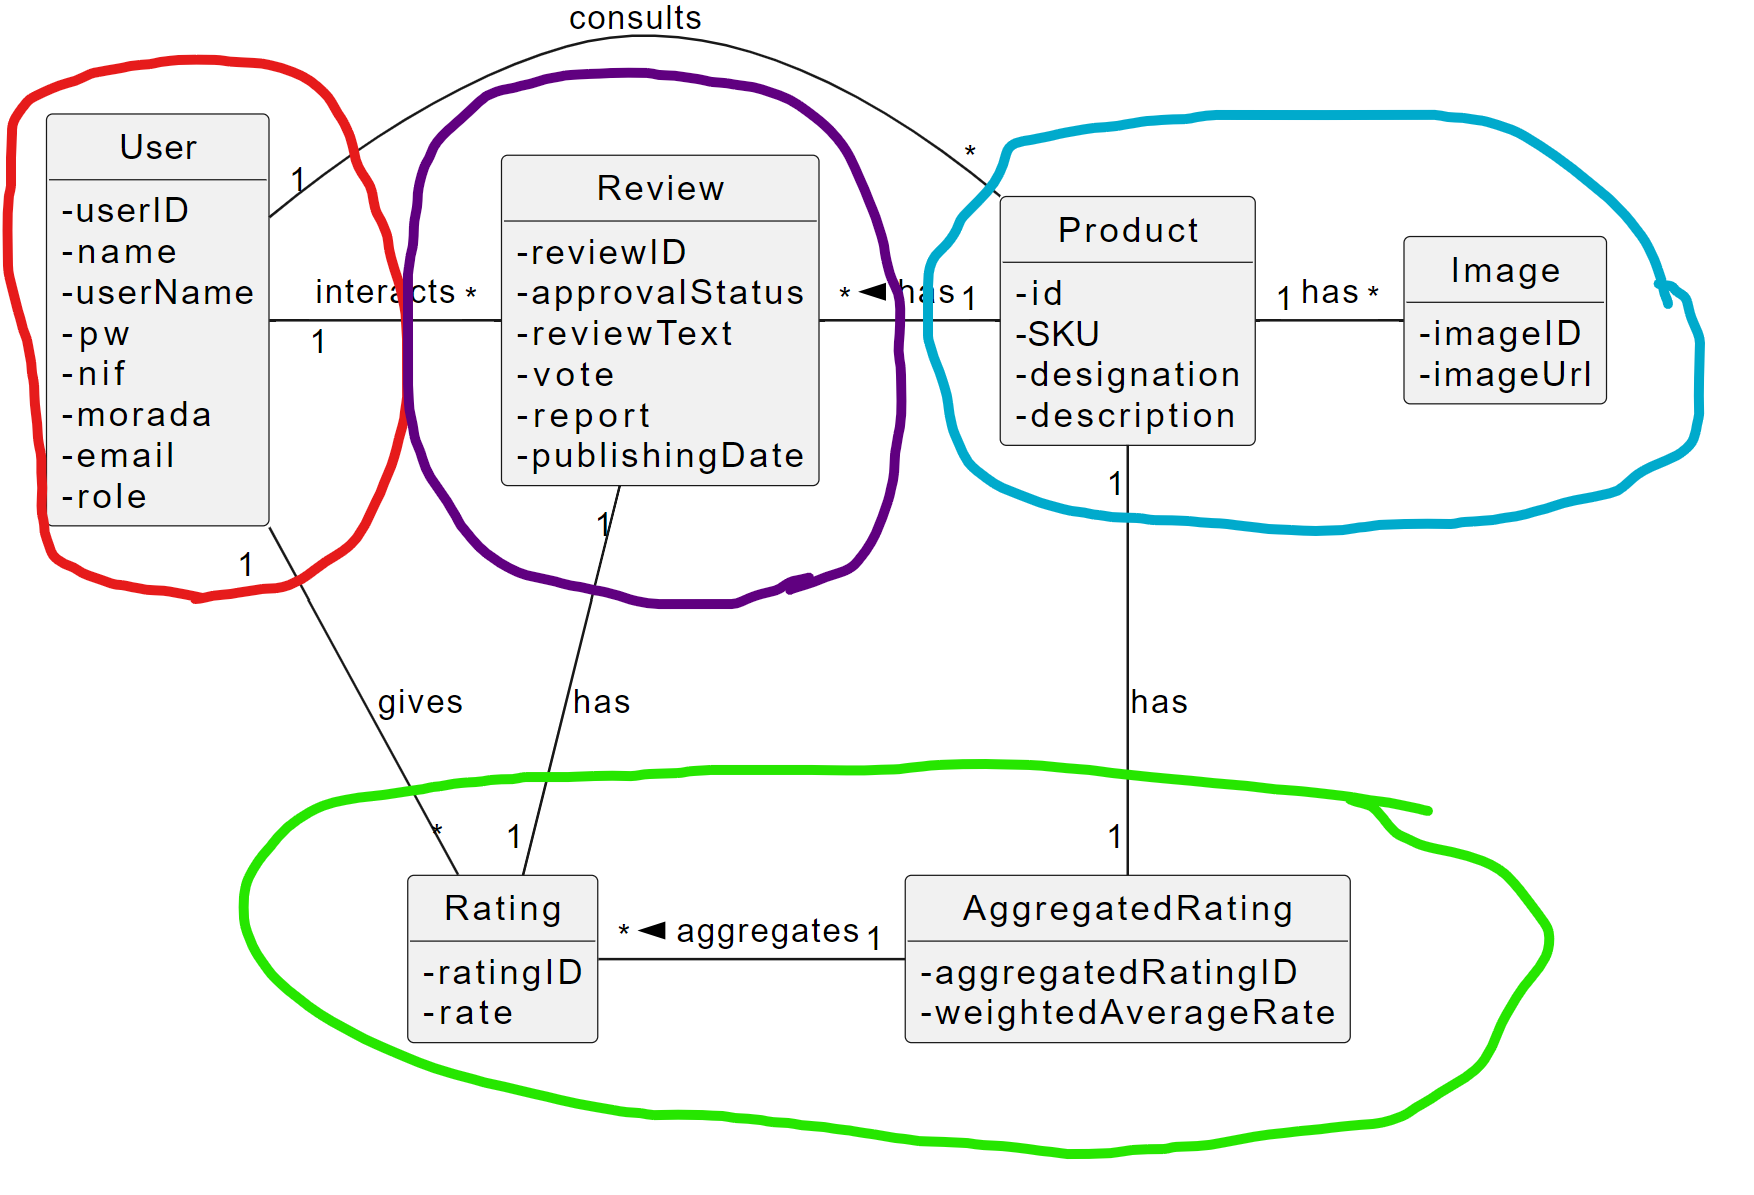 consults
User
-userID
-name
-userName
-pw
-nif
-morada
-email
-role
1
interacts *
1
Review
-reviewID
-approvalStatus
-reviewText
-vote
-report
-publishingDate
*
* ◄ has 1
Product
-id
-SKU
-designation
-description
1 has *
Image
-imageID
-imageUrl
1
gives
*
1
has
1
1
has
1
Rating
-ratingID
-rate
* ◄ aggregates 1
AggregatedRating
-aggregatedRatingID
-weightedAverageRate